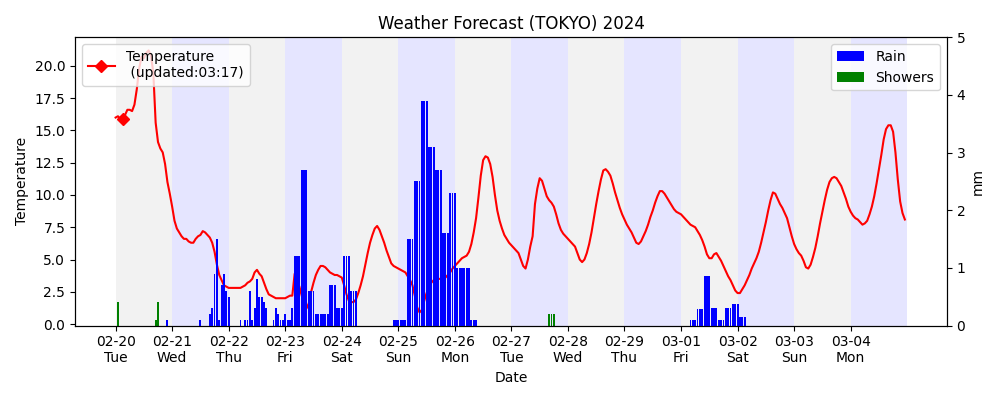 Weather Forecast (TOKYO) 2024
Temperature
(updated:03:17)
Rain
Showers
Temperature
20.0
17.5
15.0
12.5
10.0
7.5
5.0
2.5
0.0
5
4
3
2
1
0
mm
02-20 02-21 02-22 02-23 02-24 02-25 02-26 02-27 02-28 02-29 03-01 03-02 03-03 03-04
Tue Wed Thu Fri Sat Sun Mon Tue Wed Thu Fri Sat Sun Mon
Date